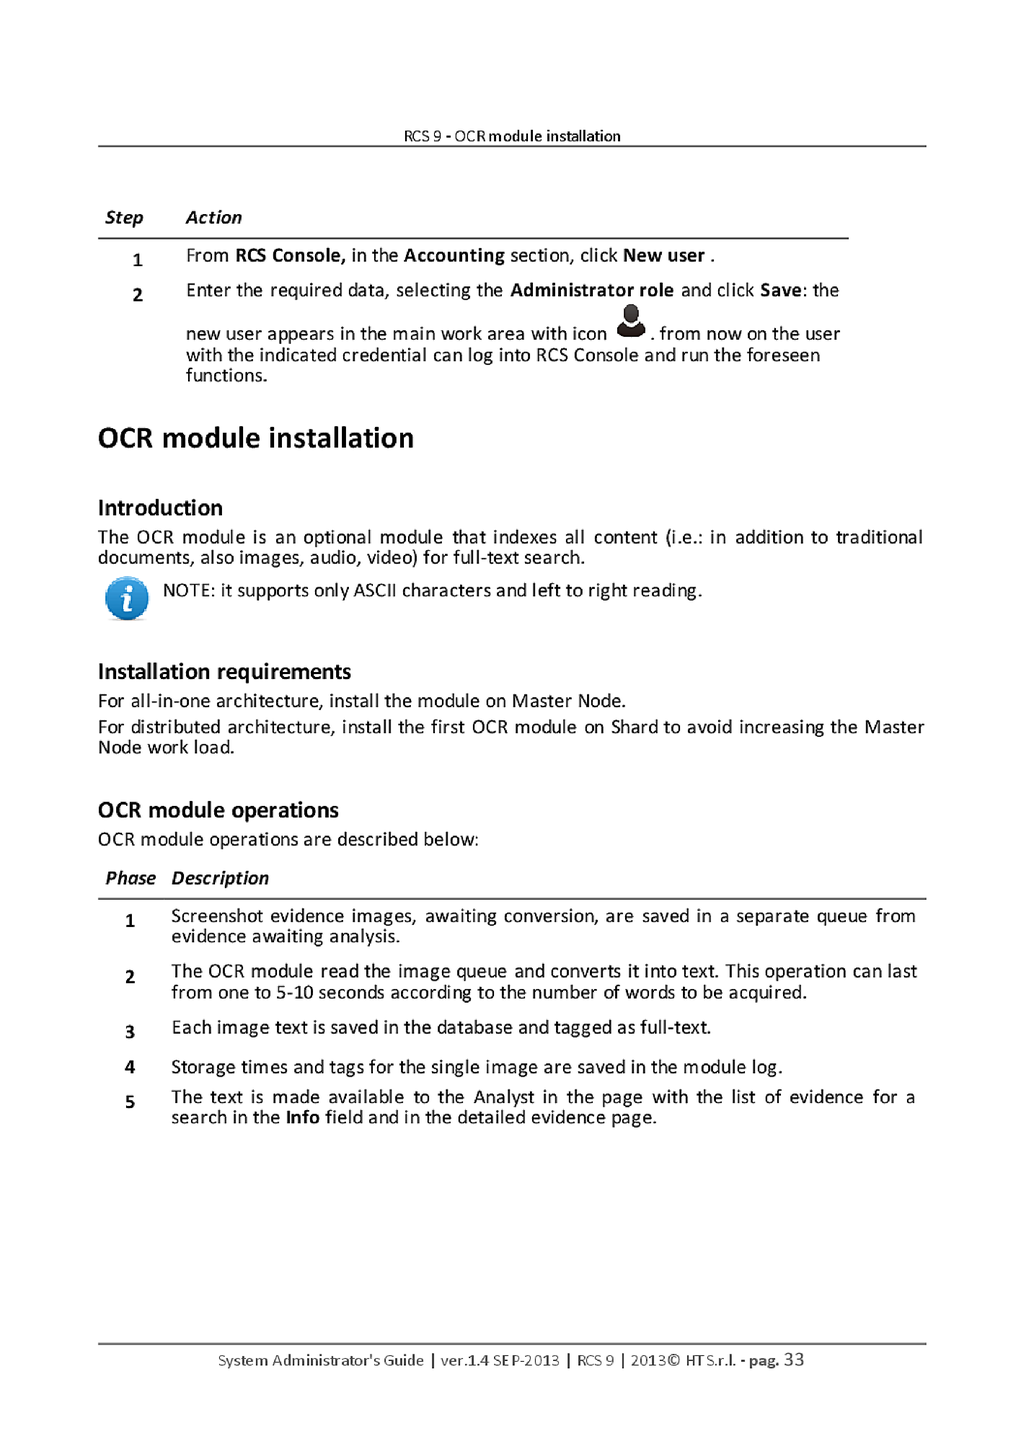 RCS 9 - OCR module installation
Step Action
1 From RCS Console, in the Accounting section, click New user .
2 Enter the required data, selecting the Administrator role and click Save: the
new user appears in the main work area with icon . from now on the user
with the indicated credential can log into RCS Console and run the foreseen
functions.
OCR module installation
Introduction
The OCR module is an optional module that indexes all content (i.e.: in addition to traditional
documents, also images, audio, video) for full-text search.
NOTE: it supports only ASCII characters and left to right reading.
Installation requirements
For all-in-one architecture, install the module on Master Node.
For distributed architecture, install the first OCR module on Shard to avoid increasing the Master
Node work load.
OCR module operations
OCR module operations are described below:
Phase Description
1 Screenshot evidence images, awaiting conversion, are saved in a separate queue from
evidence awaiting analysis.
2 The OCR module read the image queue and converts it into text. This operation can last
from one to 5-10 seconds according to the number of words to be acquired.
3 Each image text is saved in the database and tagged as full-text.
4 Storage times and tags for the single image are saved in the module log.
5 The text is made available to the Analyst in the page with the list of evidence for a
search in the Info field and in the detailed evidence page.
System Administrator's Guide | ver.1.4 SEP-2013 | RCS 9 | 2013© HT S.r.l. - pag. 33